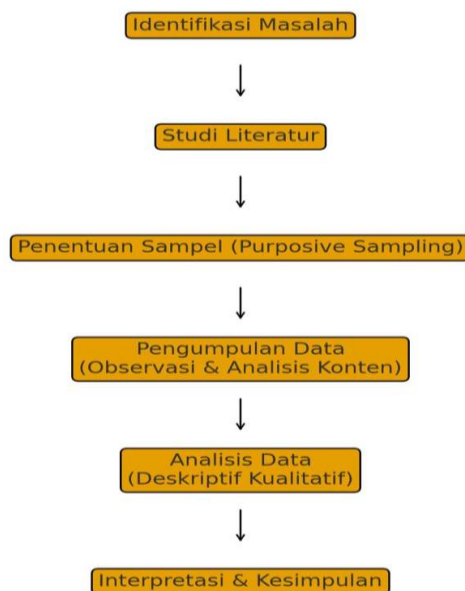 Identifikasi Masalah
Studi Literatur
Penentuan Sampel (Purposive Sampling)
Pengumpulan Data
(Observasi & Analisis Konten)
Analisis Data
(Deskriptif Kualitatif)
Interpretasi & Kesimpulan